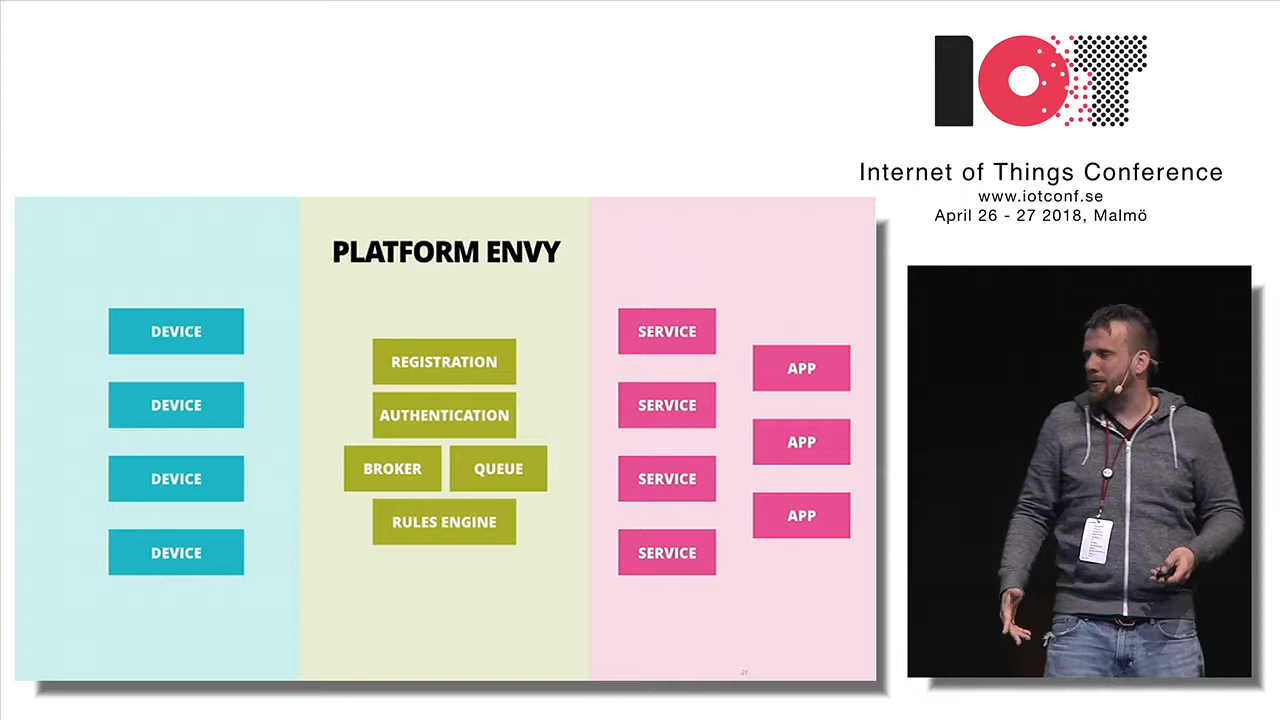 IOT
Internet of Things Conference
www.iotconf.se
April 26 - 27 2018, Malmö
PLATFORM ENVY
DEVICE
DEVICE
DEVICE
DEVICE
REGISTRATION
AUTHENTICATION
BROKER QUEUE
RULES ENGINE
SERVICE
SERVICE
SERVICE
SERVICE
APP
APP
APP